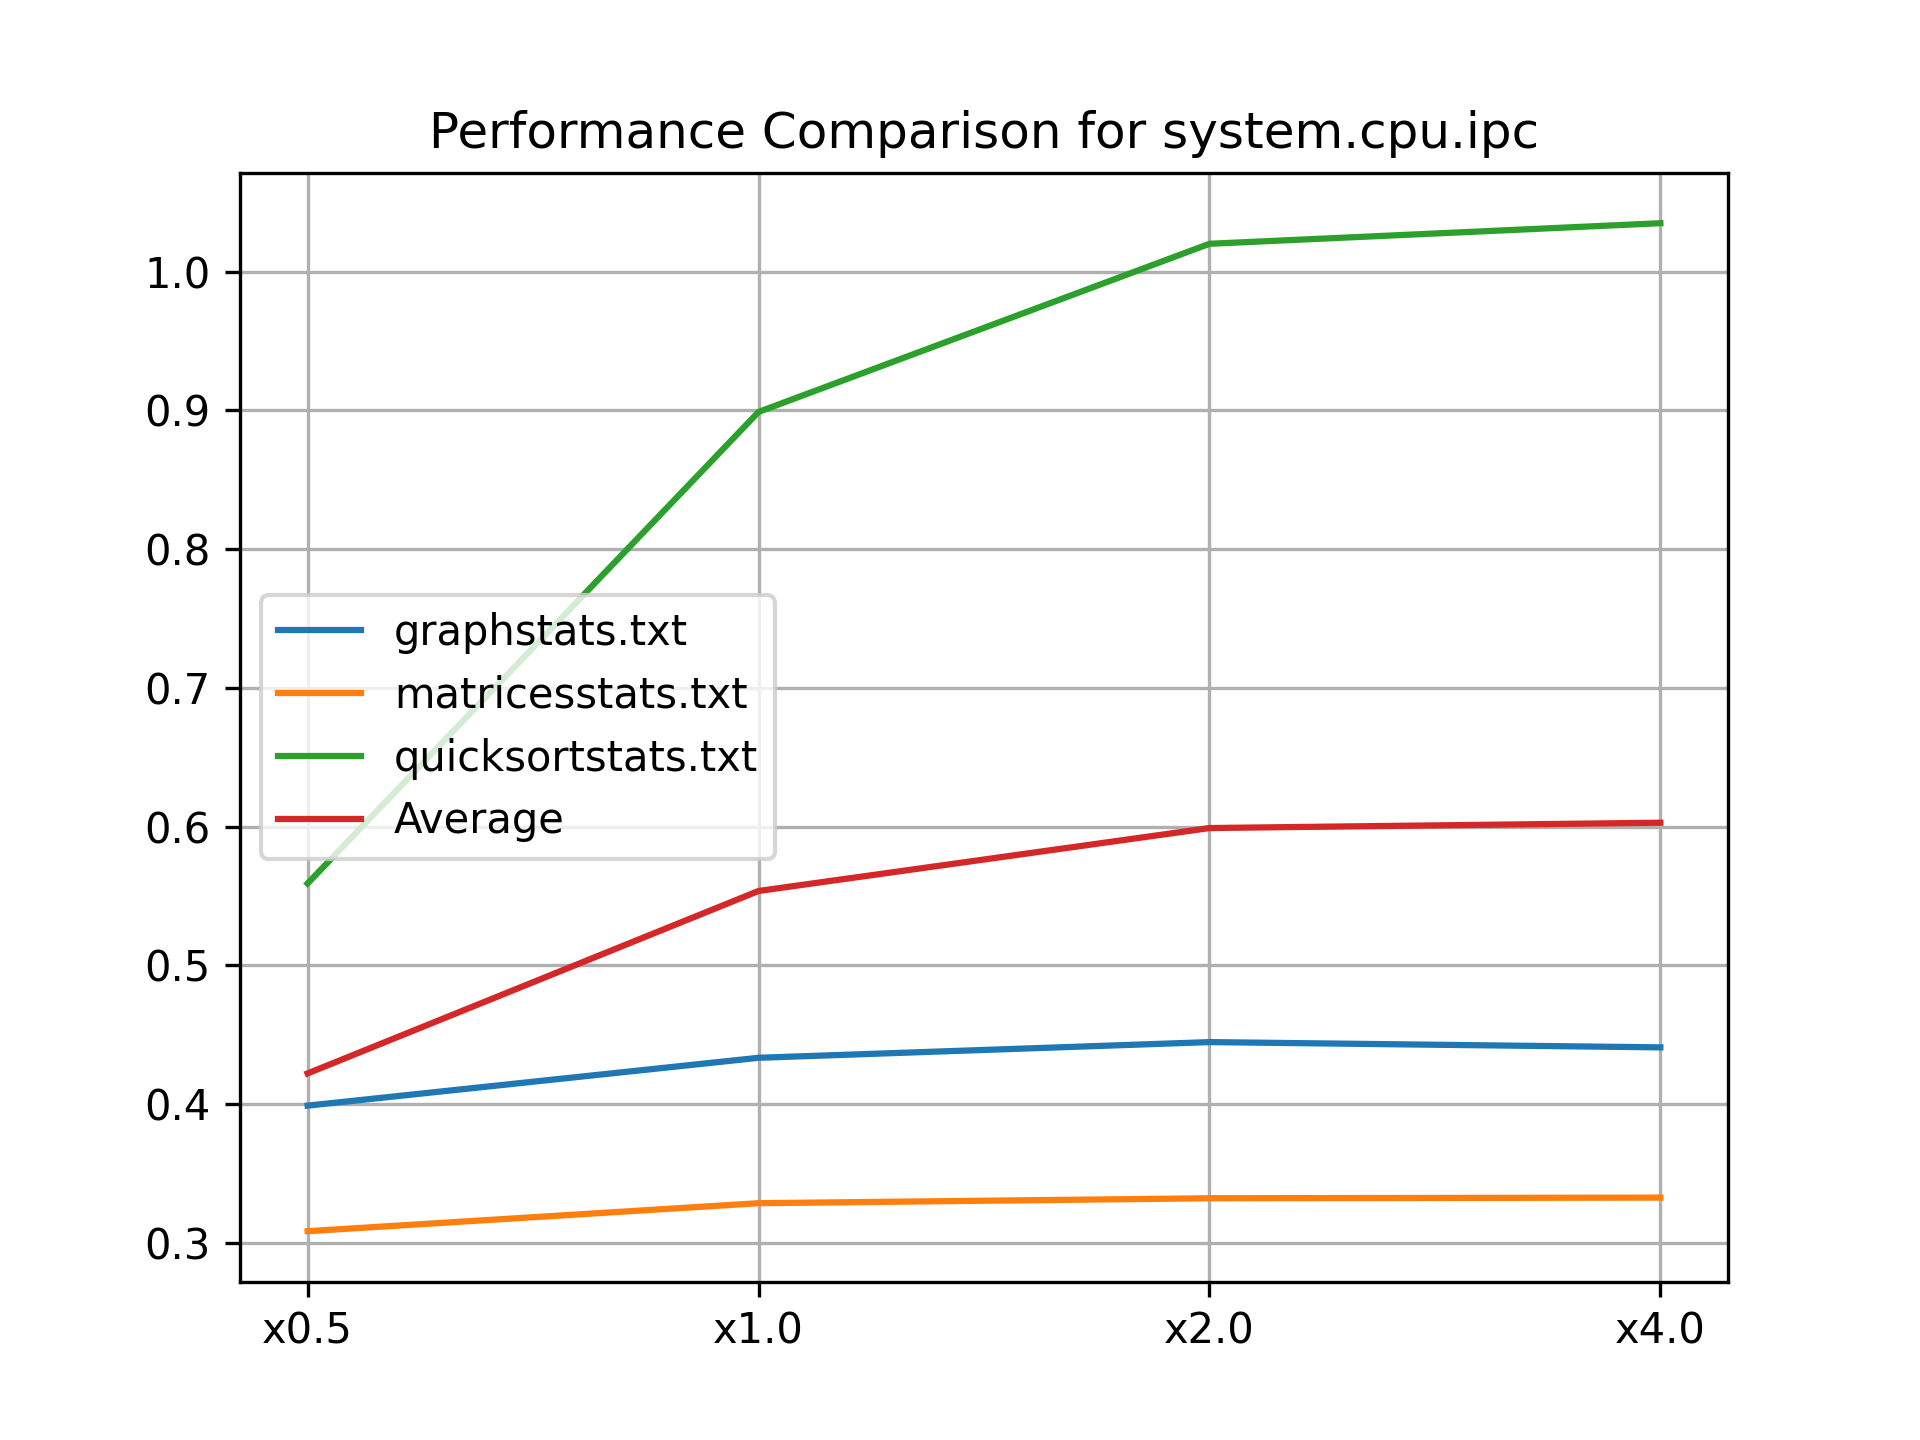 Performance Comparison for system.cpu.ipc
1.0
0.9
0.8
0.7
0.6
0.5
0.4
0.3
graphstats.txt
matricesstats.txt
quicksortstats.txt
Average
x0.5 x1.0 x2.0 x4.0